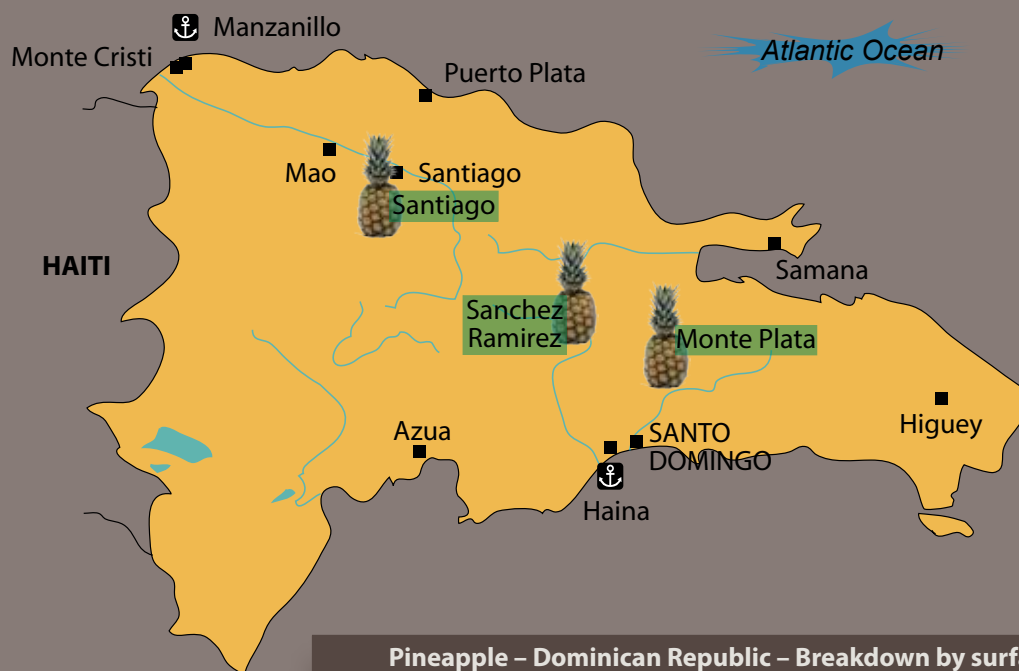 Manzanillo
Atlantic Ocean
Monte Cristi
Puerto Plata
Mao
Santiago
Santiago
HAITI
Samana
Sanchez
Ramirez
Monte Plata
Higuey
Azua
SANTO
DOMINGO
Haina
Pineapple – Dominican Republic – Breakdown by surf